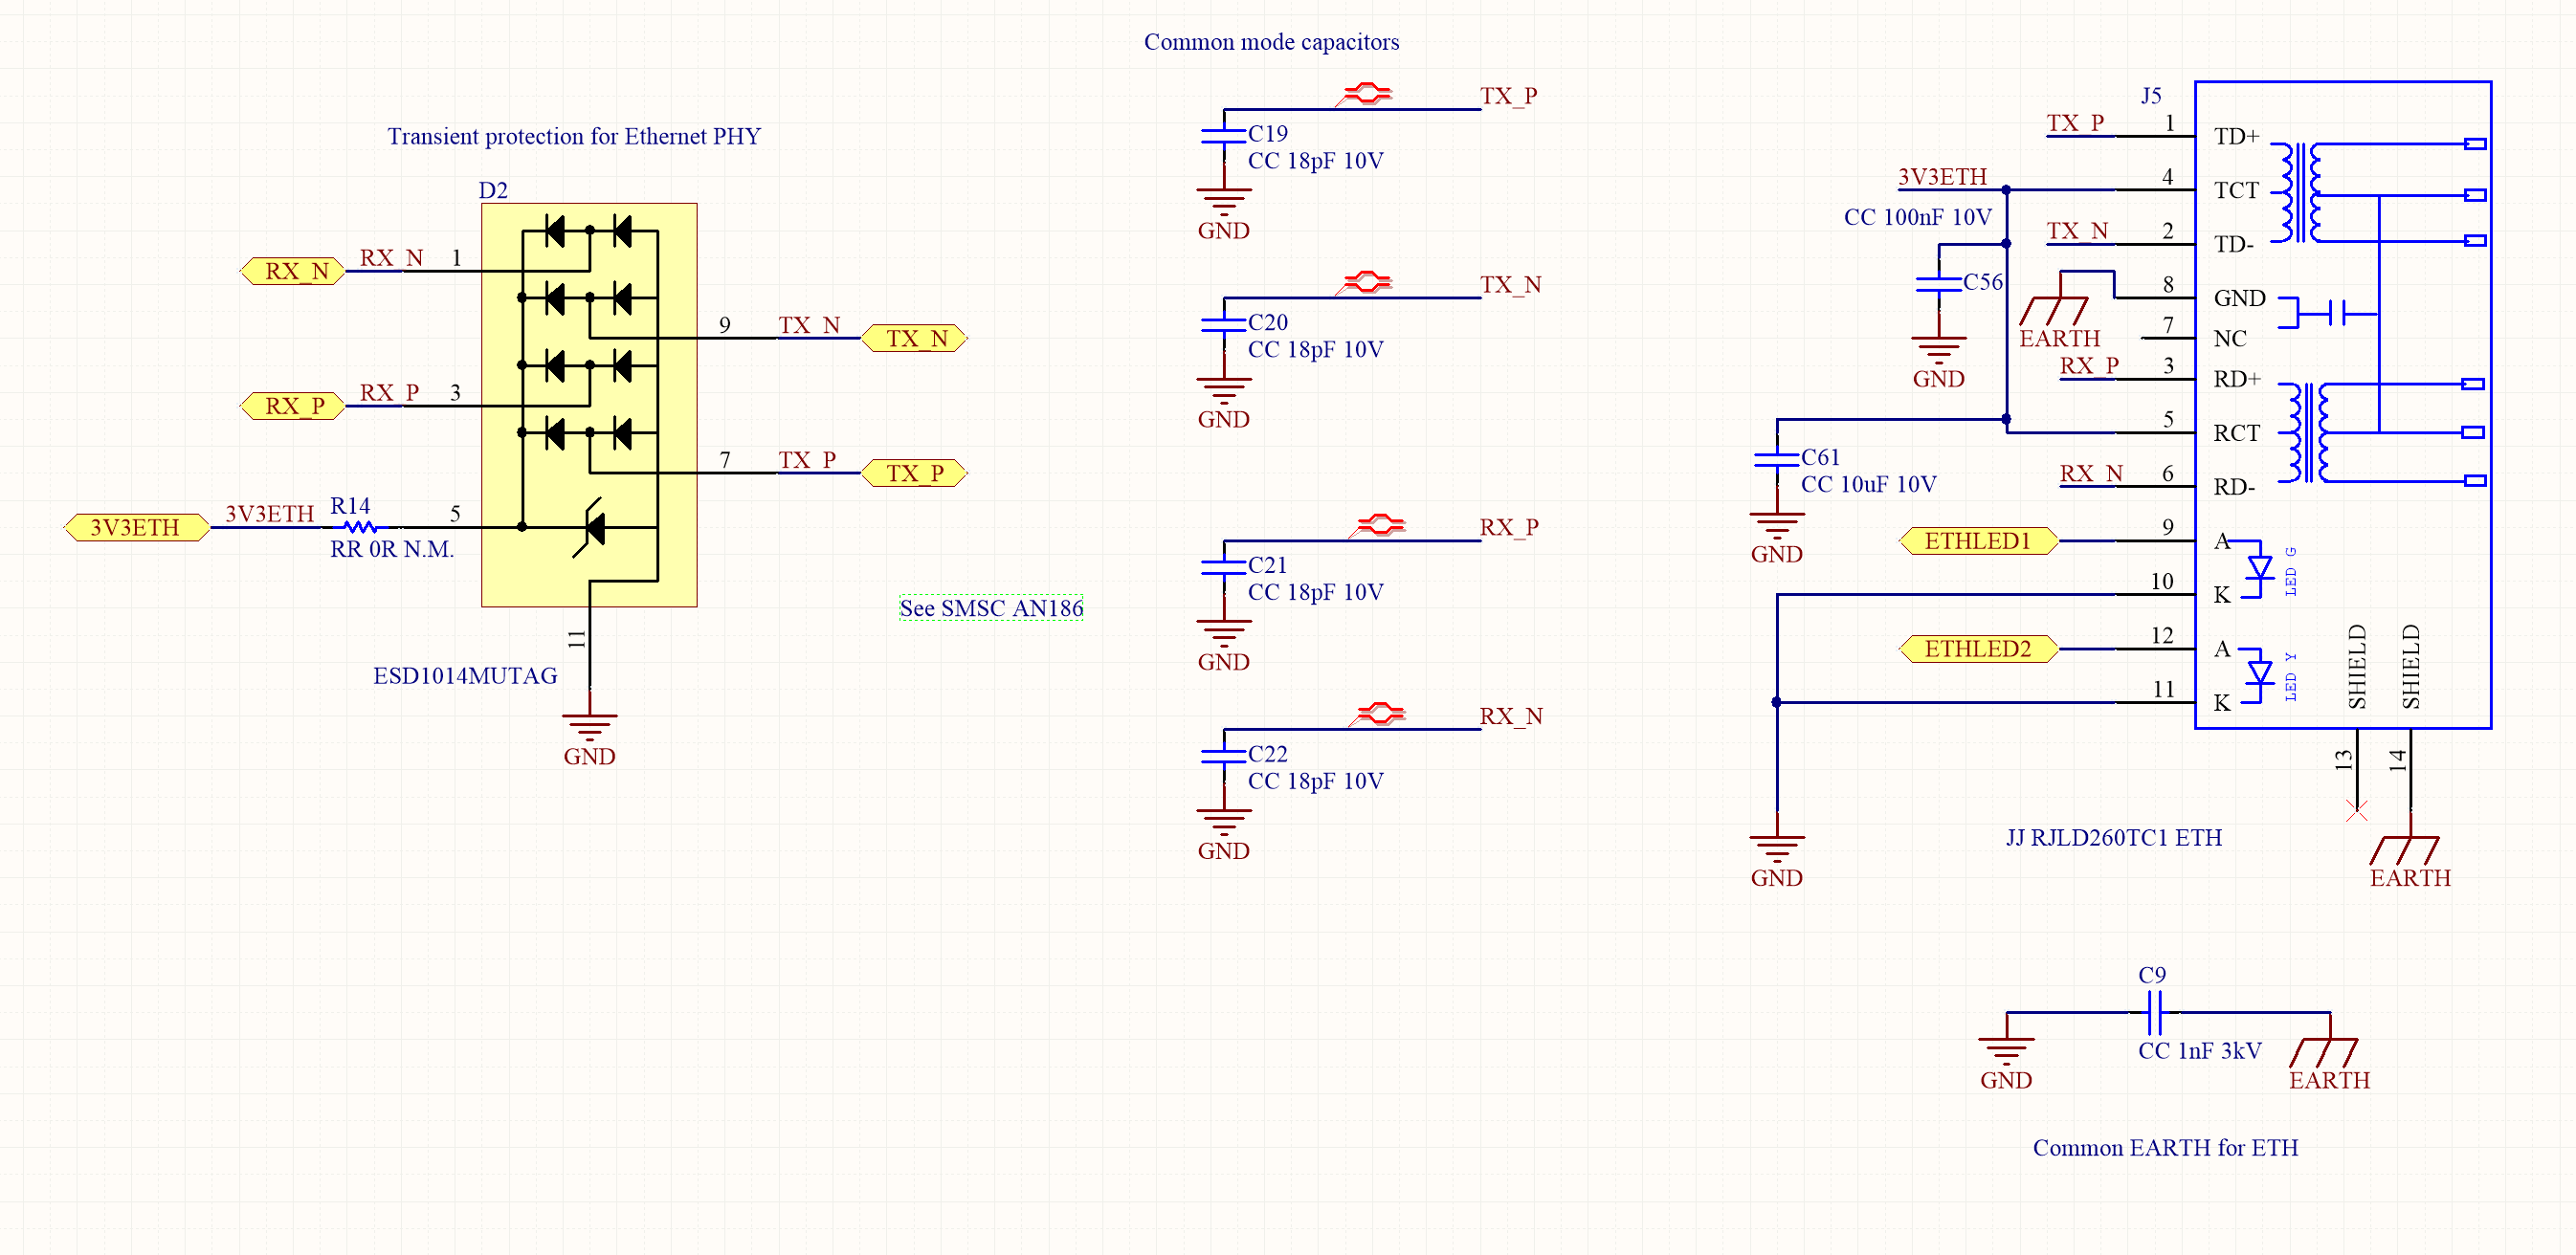 Common mode capacitors
Transient protection for Ethernet PHY
D2
RX_N
RX_N
1
9
TX_N
TX_N
RX_P
RX_P
3
7
TX_P
TX_P
3V3ETH
3V3ETH
R14
RR 0R N.M.
5
11
ESD1014MUTAG
GND
See SMSC AN186
TX_P
C19
CC 18pF 10V
GND
TX_N
C20
CC 18pF 10V
GND
RX_P
C21
CC 18pF 10V
GND
RX_N
C22
CC 18pF 10V
GND
J5
TX_P
1
TD+
3V3ETH
4
TCT
CC 100nF 10V
TX_N
2
TD-
C56
GND
8
GND
EARTH
7
NC
RX_P
3
RD+
5
RCT
C61
CC 10uF 10V
GND
RX_N
6
RD-
ETHLED1
9
A
LED G
10
K
ETHLED2
12
A
LED Y
11
K
SHIELD
SHIELD
13
14
GND
JJ RJLD260TC1 ETH
EARTH
C9
CC 1nF 3kV
GND
EARTH
Common EARTH for ETH